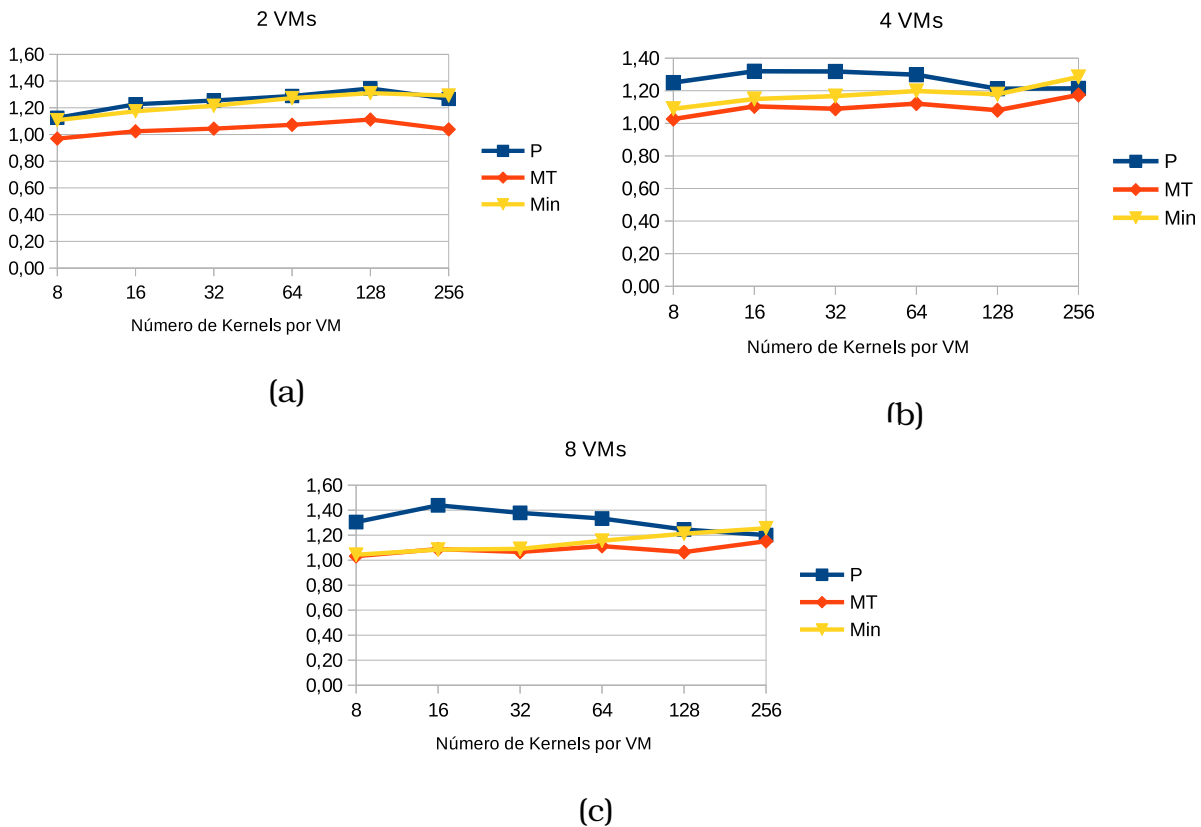 2 VMs
1,60
1,40
1,20
1,00
0,80
0,60
0,40
0,20
0,00
8 16 32 64 128 256
Número de Kernels por VM
P
MT
Min
(a)
4 VMs
1,40
1,20
1,00
0,80
0,60
0,40
0,20
0,00
8 16 32 64 128 256
Número de Kernels por VM
P
MT
Min
(b)
8 VMs
1,60
1,40
1,20
1,00
0,80
0,60
0,40
0,20
0,00
8 16 32 64 128 256
Número de Kernels por VM
P
MT
Min
(c)